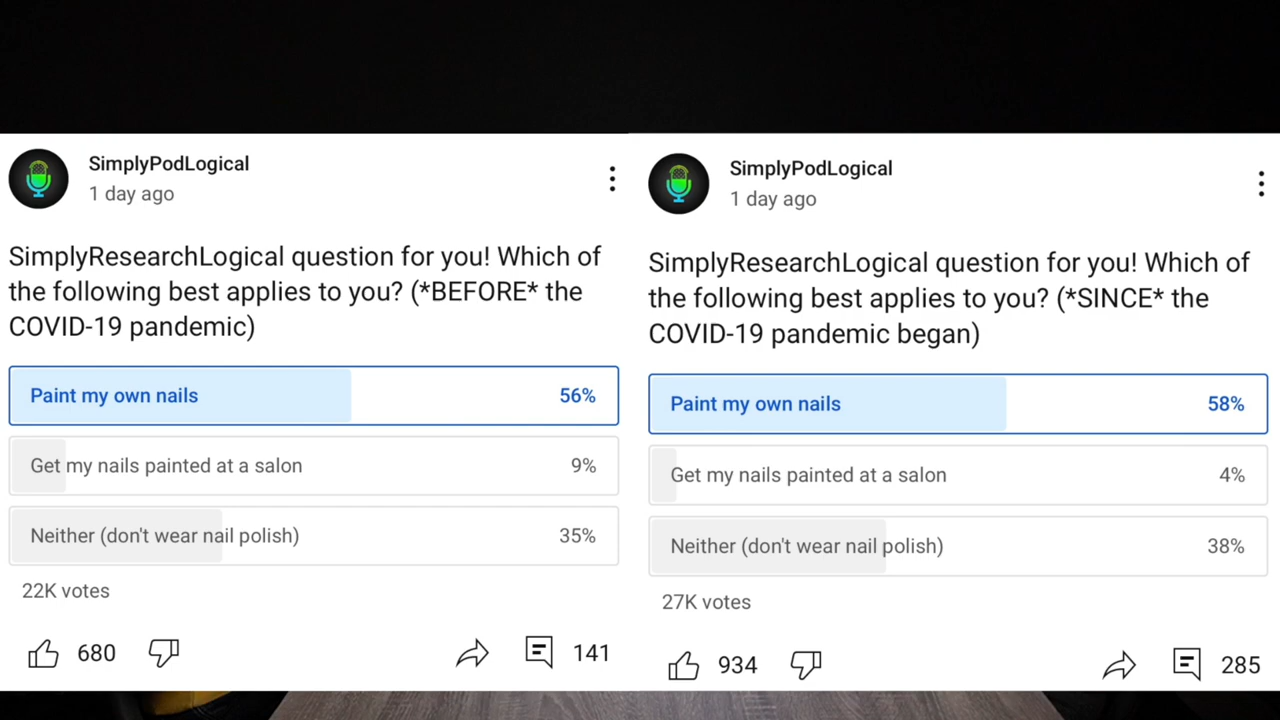 SimplyPodLogical
1 day ago
SimplyResearchLogical question for you! Which of
the following best applies to you? (*BEFORE* the
COVID-19 pandemic)
Paint my own nails 56%
Get my nails painted at a salon 9%
Neither (don't wear nail polish) 35%
22K votes
680 141
SimplyPodLogical
1 day ago
SimplyResearchLogical question for you! Which of
the following best applies to you? (*SINCE* the
COVID-19 pandemic began)
Paint my own nails 58%
Get my nails painted at a salon 4%
Neither (don't wear nail polish) 38%
27K votes
934 285